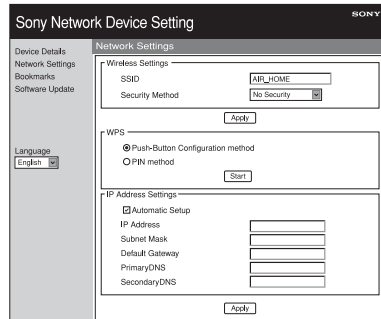 SONY
Sony Network Device Setting
Device Details
Network Settings
Bookmarks
Software Update
Language
English
Network Settings
Wireless Settings
SSID
AIR_HOME
Security Method
No Security
Apply
WPS
Push-Button Configuration method
PIN method
Start
IP Address Settings
Automatic Setup
IP Address
Subnet Mask
Default Gateway
PrimaryDNS
SecondaryDNS
Apply